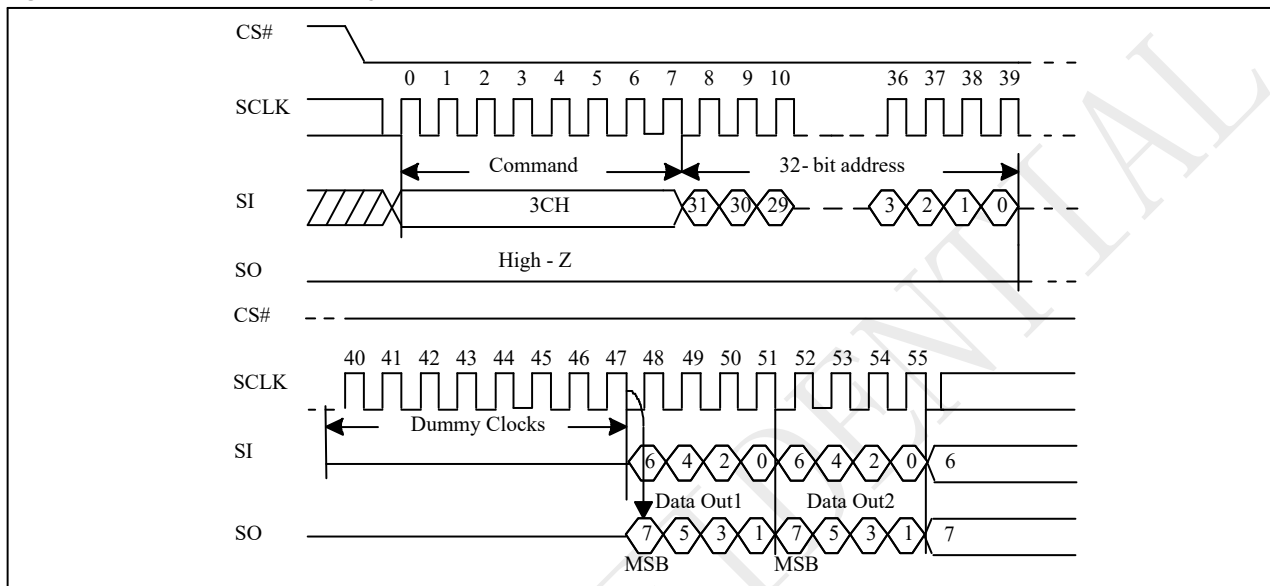 CS#
0 1 2 3 4 5 6 7 8 9 10 36 37 38 39
SCLK
Command 32- bit address
SI 3CH 31 30 29 3 2 1 0
High - Z
SO
CS#
40 41 42 43 44 45 46 47 48 49 50 51 52 53 54 55
SCLK
Dummy Clocks
SI 6 4 2 0 6 4 2 0 6
Data Out1 Data Out2
SO 7 5 3 1 7 5 3 1 7
MSB MSB
DENTIAL